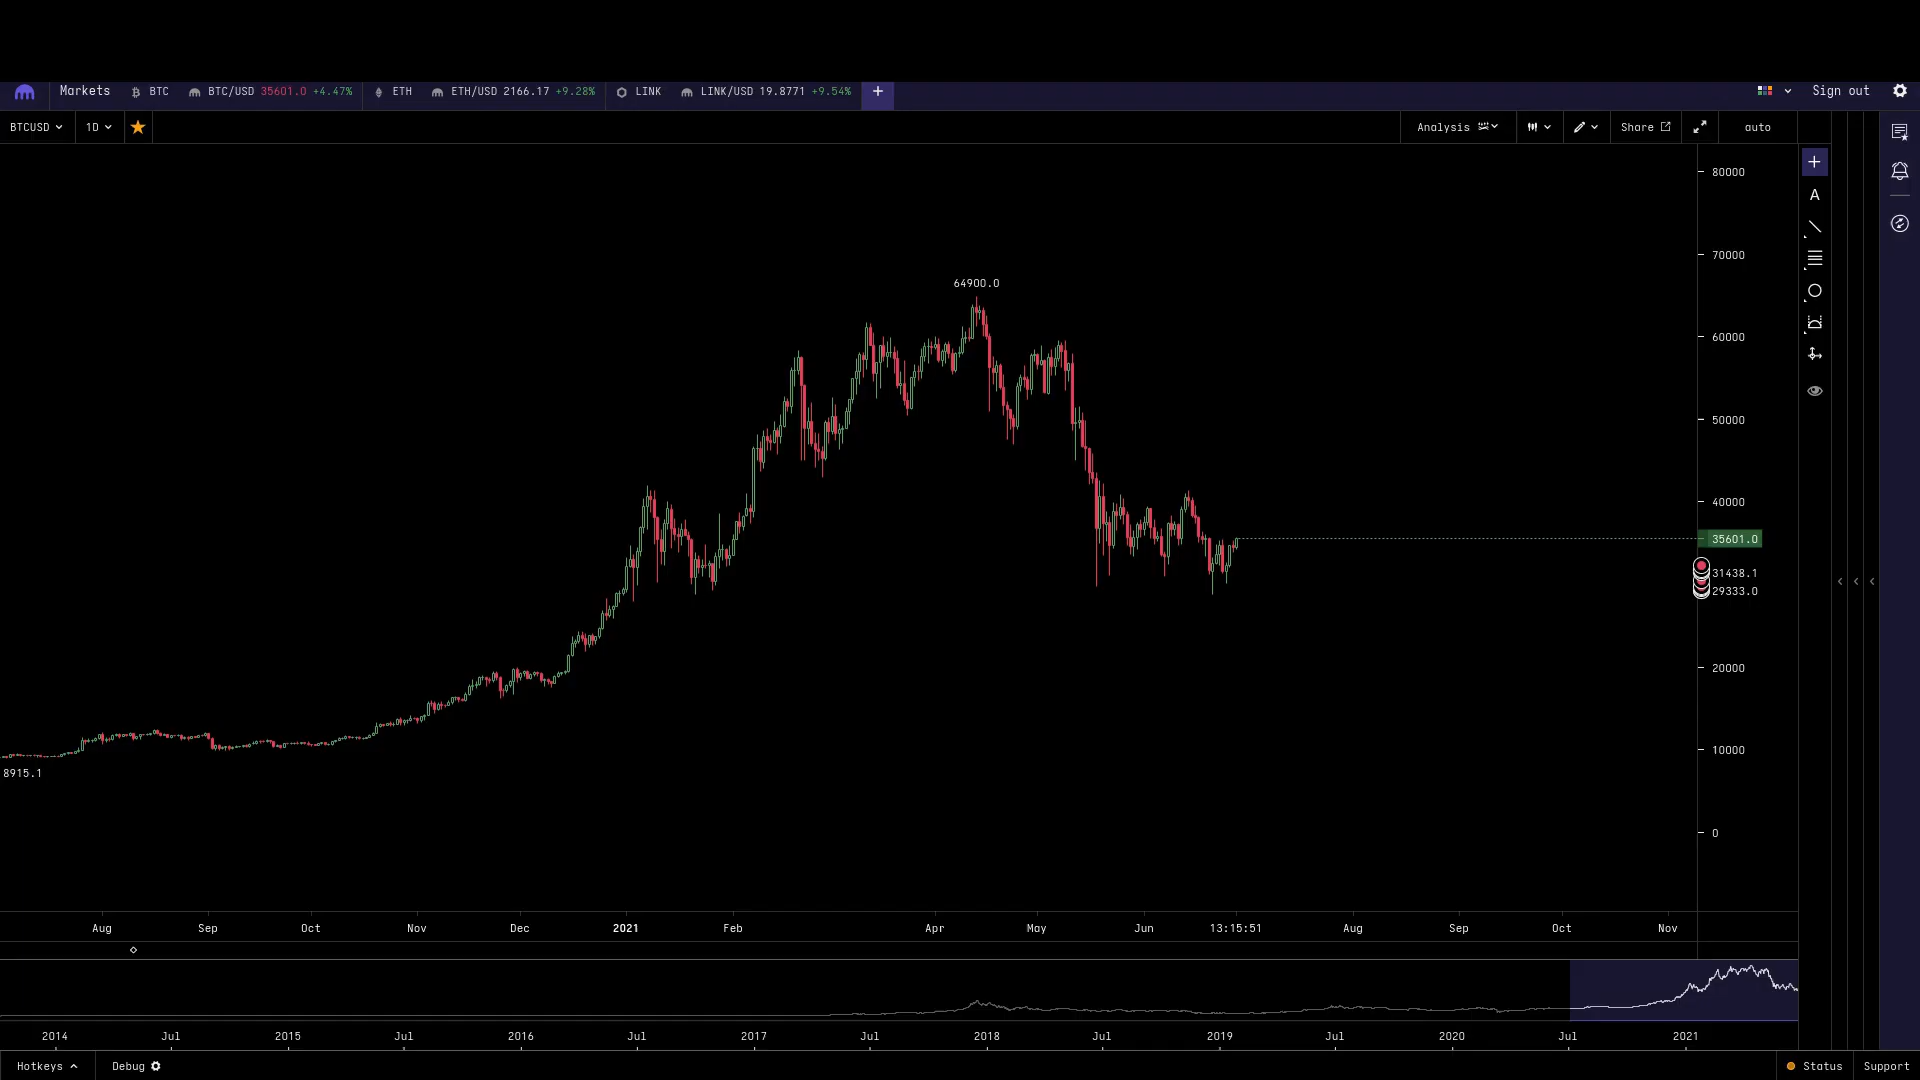 Markets BTC BTC/USD 35601.0 +4.47% ETH ETH/USD 2166.17 +9.28% LINK LINK/USD 19.8771 +9.54% + Sign out
BTCUSD 1D Analysis Share auto
80000
A
70000
64900.0
60000
50000
40000
35601.0
31438.1
29333.0
20000
10000
8915.1
0
Aug Sep Oct Nov Dec 2021 Feb Apr May Jun 13:15:51 Aug Sep Oct Nov
2014 Jul 2015 Jul 2016 Jul 2017 Jul 2018 Jul 2019 Jul 2020 Jul 2021
Hotkeys Debug Status Support